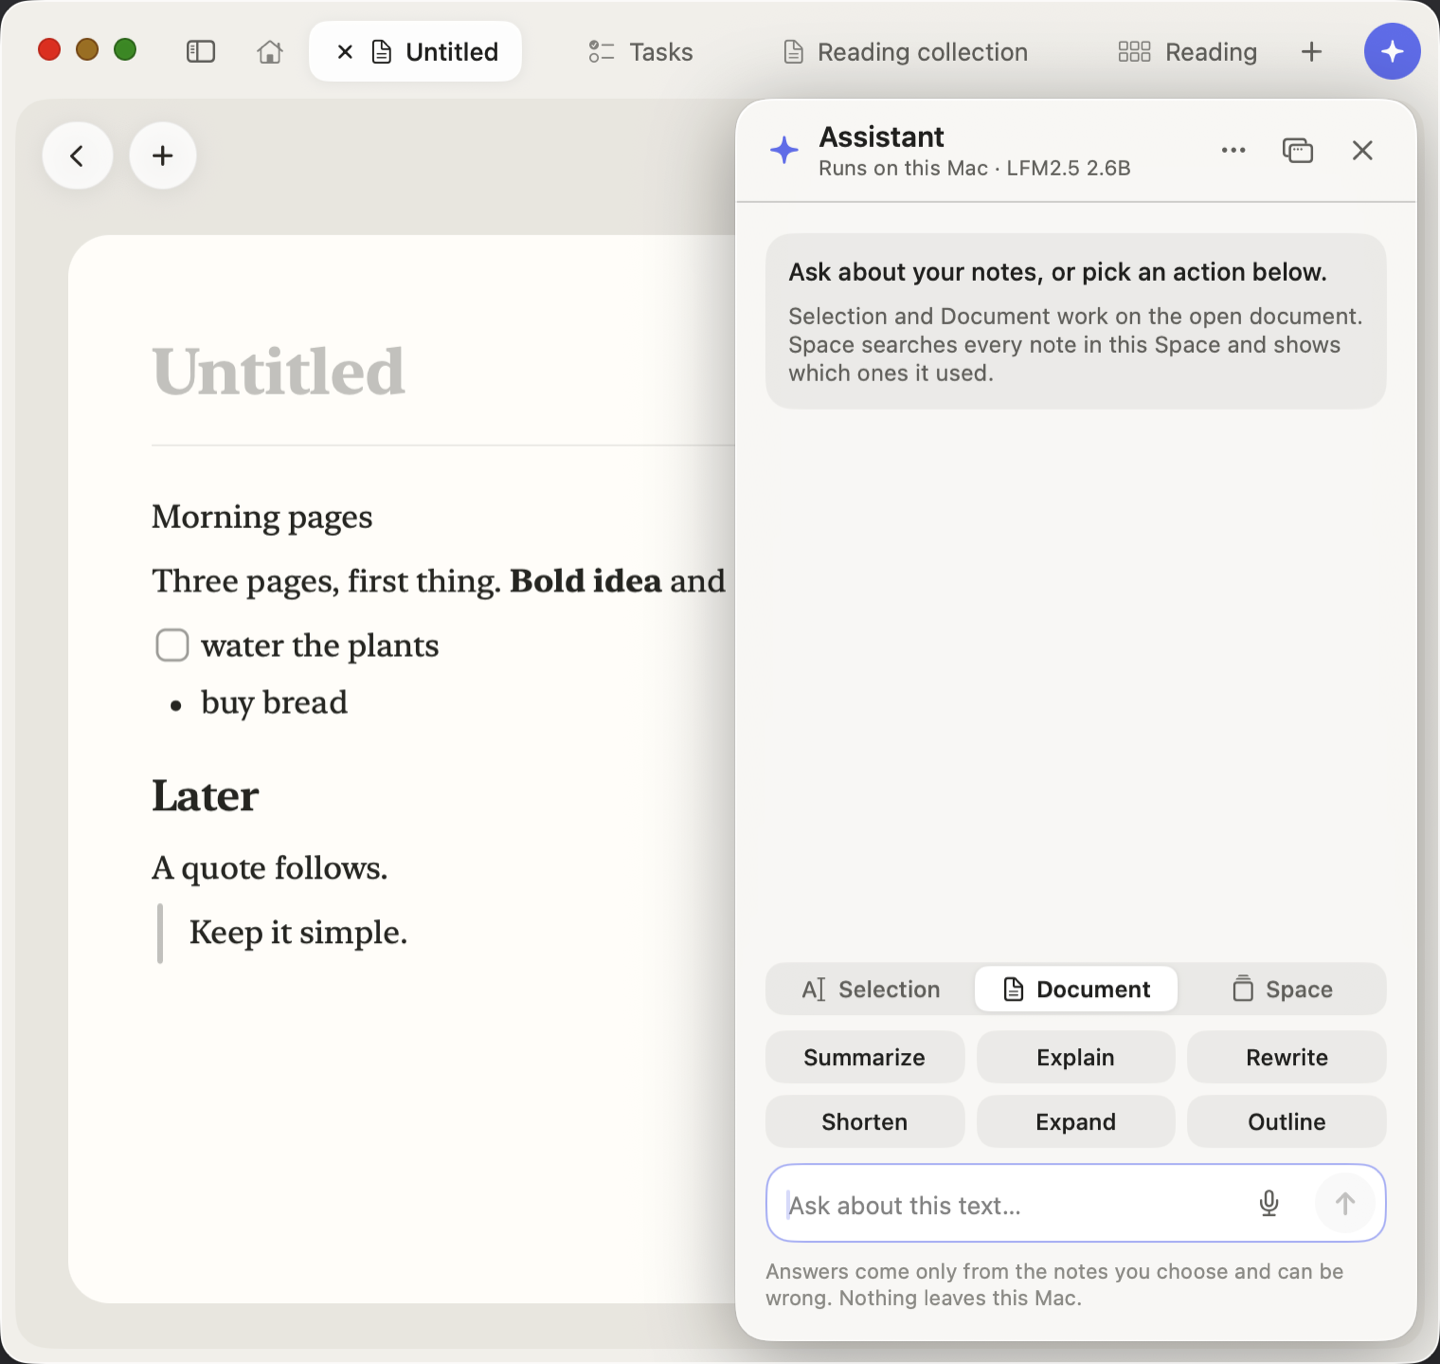 Untitled
Tasks
Reading collection
Reading
Assistant
Runs on this Mac · LFM2.5 2.6B
Ask about your notes, or pick an action below.
Selection and Document work on the open document.
Space searches every note in this Space and shows
which ones it used.
Untitled
Morning pages
Three pages, first thing. Bold idea and
water the plants
• buy bread
Later
A quote follows.
Keep it simple.
Selection
Document
Space
Summarize
Explain
Rewrite
Shorten
Expand
Outline
Ask about this text...
Answers come only from the notes you choose and can be
wrong. Nothing leaves this Mac.